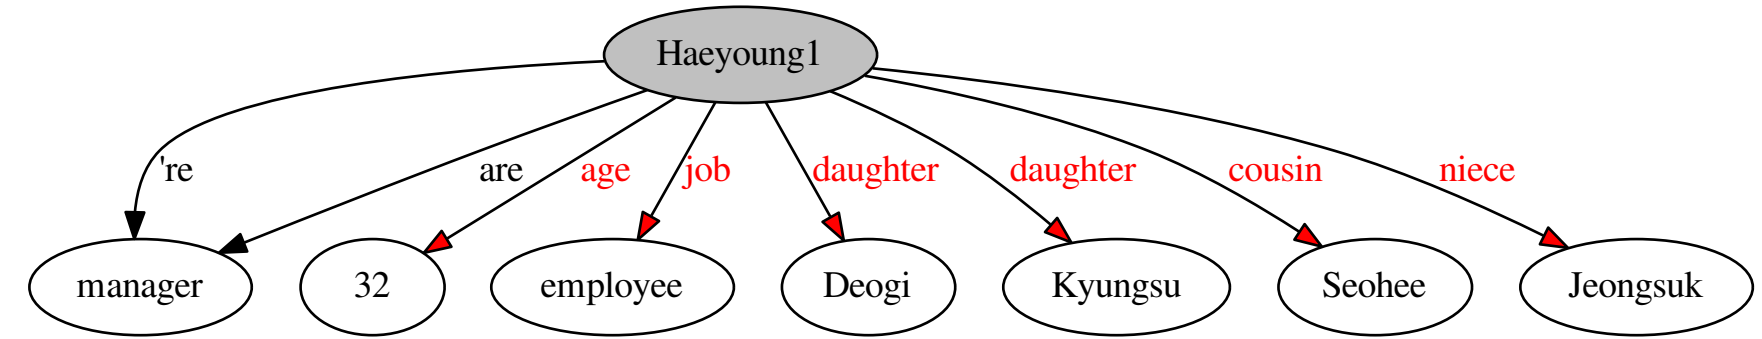 Haeyoung1
're are age job daughter daughter cousin niece
manager 32 employee Deogi Kyungsu Seohee Jeongsuk